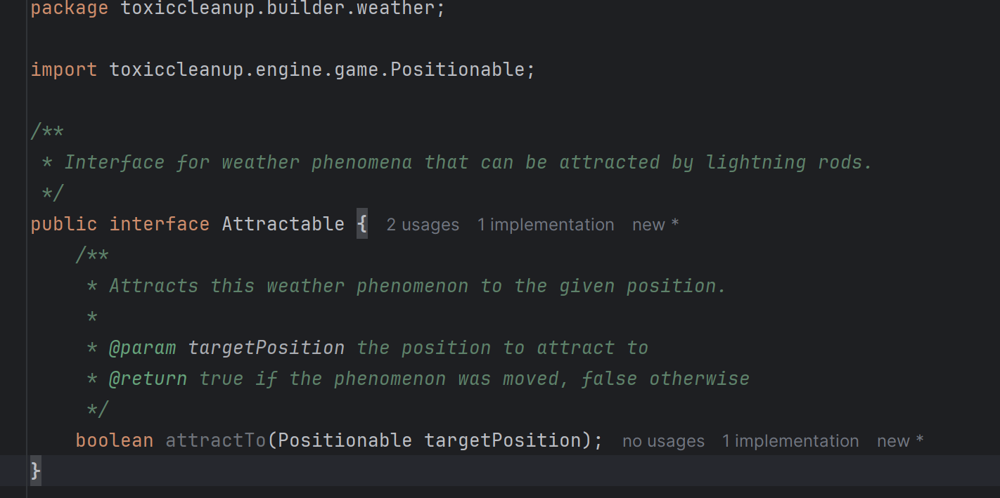 package toxiccleanup.builder.weather;
import toxiccleanup.engine.game.Positionable;
/**
 * Interface for weather phenomena that can be attracted by lightning rods.
 */
public interface Attractable { 2 usages 1 implementation new *
    /**
     * Attracts this weather phenomenon to the given position.
     *
     * @param targetPosition the position to attract to
     * @return true if the phenomenon was moved, false otherwise
     */
    boolean attractTo(Positionable targetPosition); no usages 1 implementation new *
}